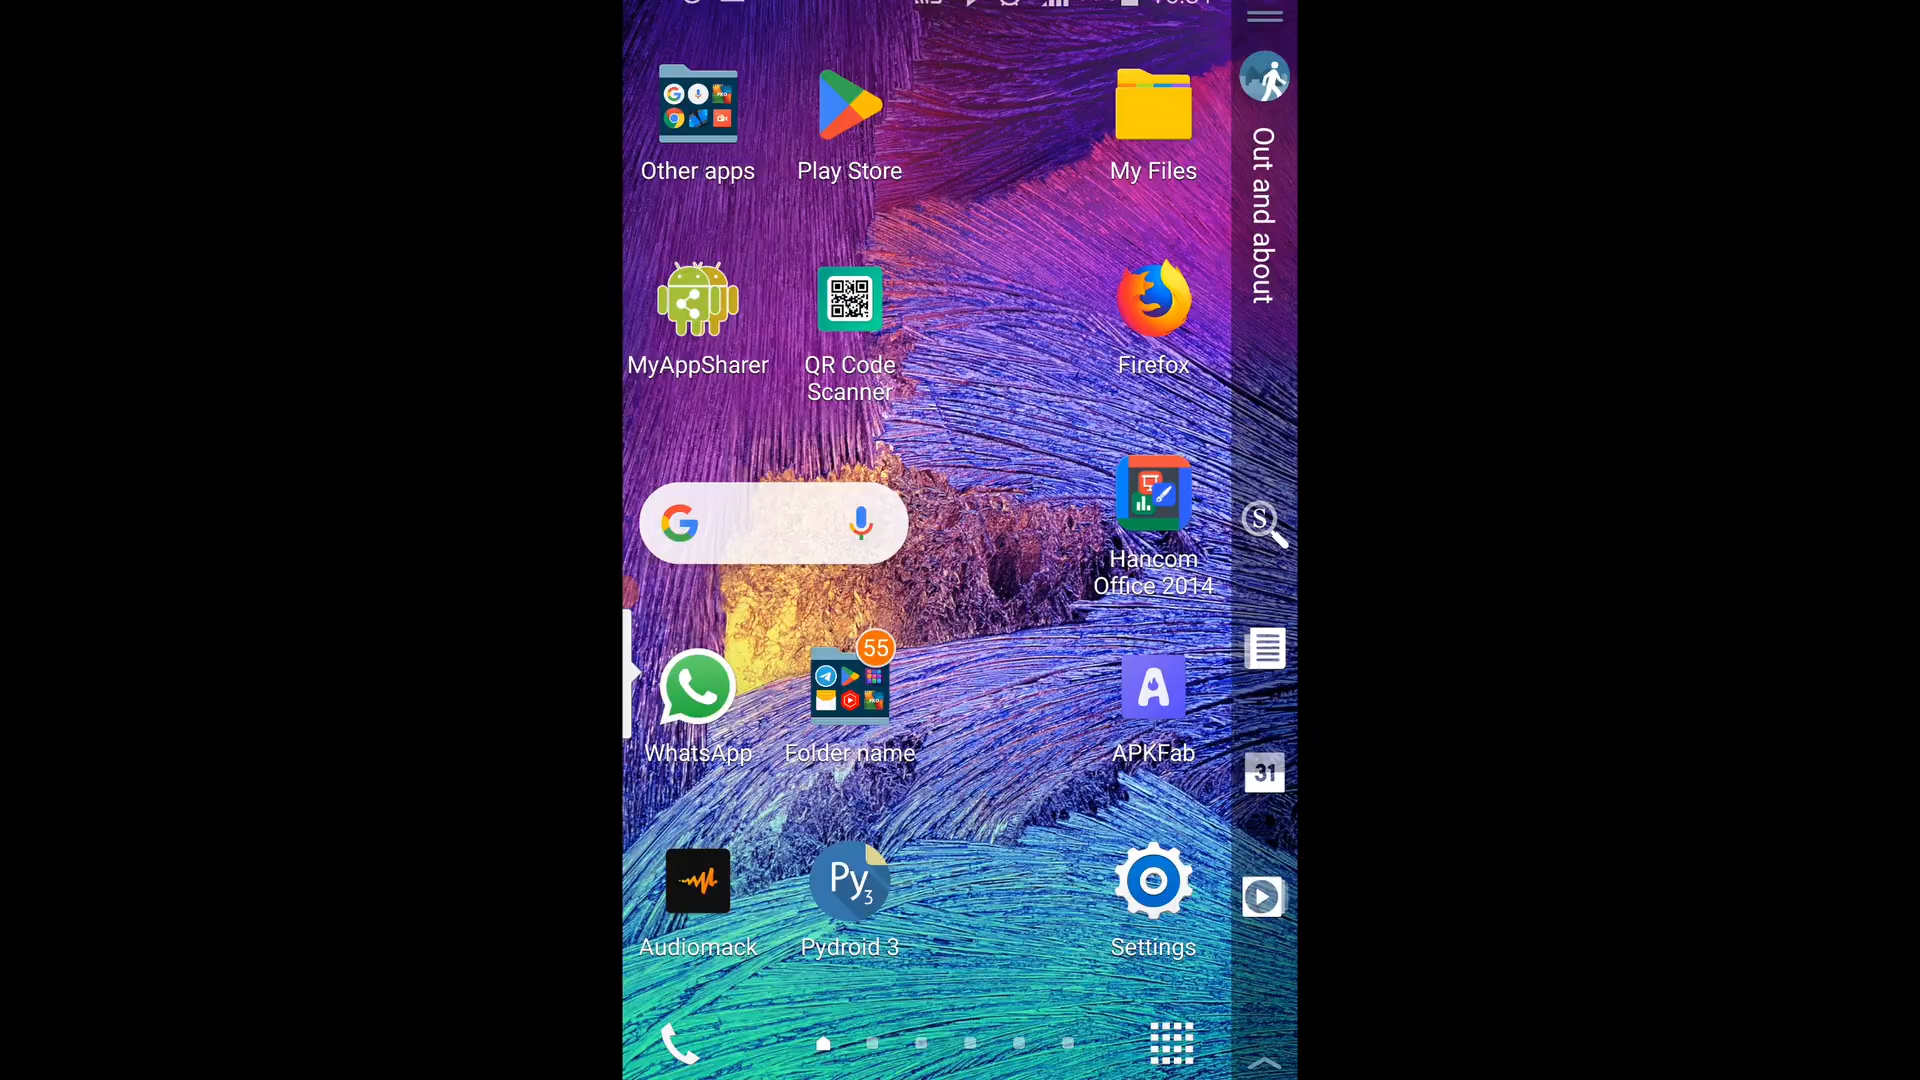 Other apps
Play Store
My Files
Out and about
MyAppSharer
QR Code
Scanner
Firefox
Hancom
Office 2014
S
55
WhatsApp
Folder name
A
APKFab
31
Py3
Audiomack
Pydroid 3
Settings